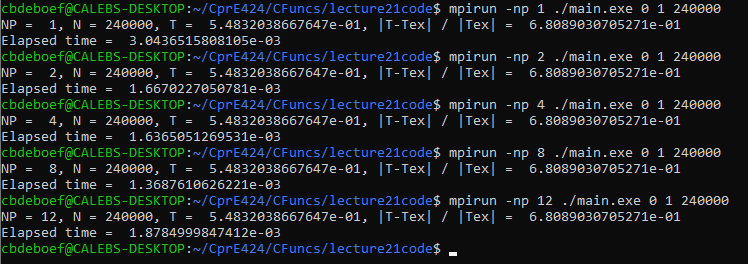 cbdeboef@CALEBS-DESKTOP:~/CprE424/CFuncs/lecture21code$ mpirun -np 1 ./main.exe 0 1 240000
NP =  1, N = 240000, T =  5.4832038667647e-01, |T-Tex| / |Tex| =  6.8089030705271e-01
Elapsed time =  3.0436515808105e-03
cbdeboef@CALEBS-DESKTOP:~/CprE424/CFuncs/lecture21code$ mpirun -np 2 ./main.exe 0 1 240000
NP =  2, N = 240000, T =  5.4832038667647e-01, |T-Tex| / |Tex| =  6.8089030705271e-01
Elapsed time =  1.6670227050781e-03
cbdeboef@CALEBS-DESKTOP:~/CprE424/CFuncs/lecture21code$ mpirun -np 4 ./main.exe 0 1 240000
NP =  4, N = 240000, T =  5.4832038667647e-01, |T-Tex| / |Tex| =  6.8089030705271e-01
Elapsed time =  1.6365051269531e-03
cbdeboef@CALEBS-DESKTOP:~/CprE424/CFuncs/lecture21code$ mpirun -np 8 ./main.exe 0 1 240000
NP =  8, N = 240000, T =  5.4832038667647e-01, |T-Tex| / |Tex| =  6.8089030705271e-01
Elapsed time =  1.3687610626221e-03
cbdeboef@CALEBS-DESKTOP:~/CprE424/CFuncs/lecture21code$ mpirun -np 12 ./main.exe 0 1 240000
NP = 12, N = 240000, T =  5.4832038667647e-01, |T-Tex| / |Tex| =  6.8089030705271e-01
Elapsed time =  1.8784999847412e-03
cbdeboef@CALEBS-DESKTOP:~/CprE424/CFuncs/lecture21code$